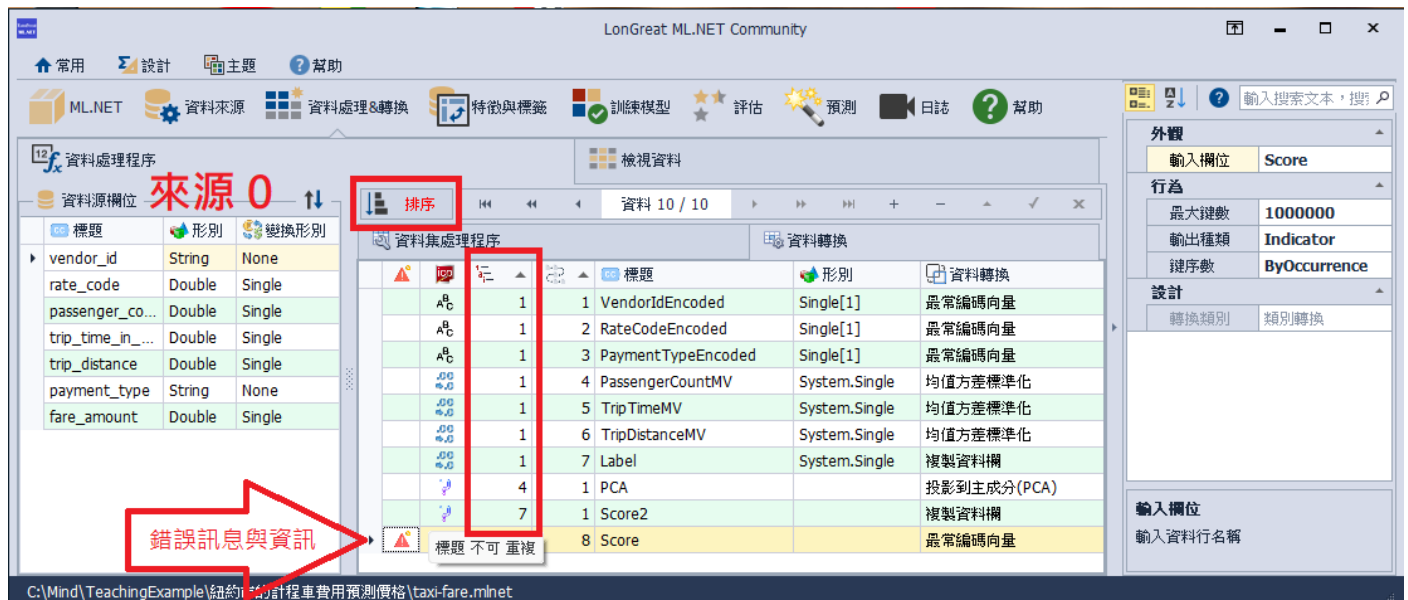 LonGreat ML.NET Community
常用 設計 主題 幫助
ML.NET 資料來源 資料處理&轉換 特徵與標籤 訓練模型 評估 預測 日誌 幫助
輸入搜索文本，搜
資料處理程序 檢視資料
資料源欄位 來源 0
標題 形別 變換形別
vendor_id String None
rate_code Double Single
passenger_co... Double Single
trip_time_in_... Double Single
trip_distance Double Single
payment_type String None
fare_amount Double Single
排序 資料 10 / 10
資料集處理程序 資料轉換
標題 形別 資料轉換
1 1 VendorIdEncoded Single[1] 最常編碼向量
1 2 RateCodeEncoded Single[1] 最常編碼向量
1 3 PaymentTypeEncoded Single[1] 最常編碼向量
1 4 PassengerCountMV System.Single 均值方差標準化
1 5 TripTimeMV System.Single 均值方差標準化
1 6 TripDistanceMV System.Single 均值方差標準化
1 7 Label System.Single 複製資料欄
4 1 PCA 投影到主成分(PCA)
7 1 Score2 複製資料欄
8 Score 最常編碼向量
錯誤訊息與資訊
標題 不可 重複
外觀
輸入欄位 Score
行為
最大鍵數 1000000
輸出種類 Indicator
鍵序數 ByOccurrence
設計
轉換類別 類別轉換
輸入欄位
輸入資料行名稱
C:\Mind\TeachingExample\紐約市的計程車費用預測價格\taxi-fare.mlnet